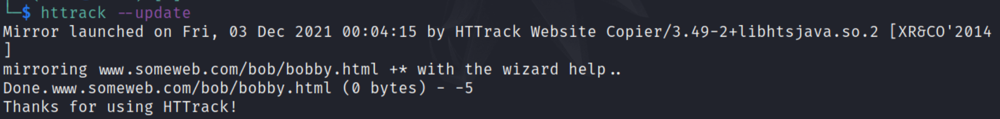 └─$ httrack --update
Mirror launched on Fri, 03 Dec 2021 00:04:15 by HTTrack Website Copier/3.49-2+libhtsjava.so.2 [XR&CO'2014
]
mirroring www.someweb.com/bob/bobby.html +* with the wizard help..
Done.www.someweb.com/bob/bobby.html (0 bytes) - -5
Thanks for using HTTrack!